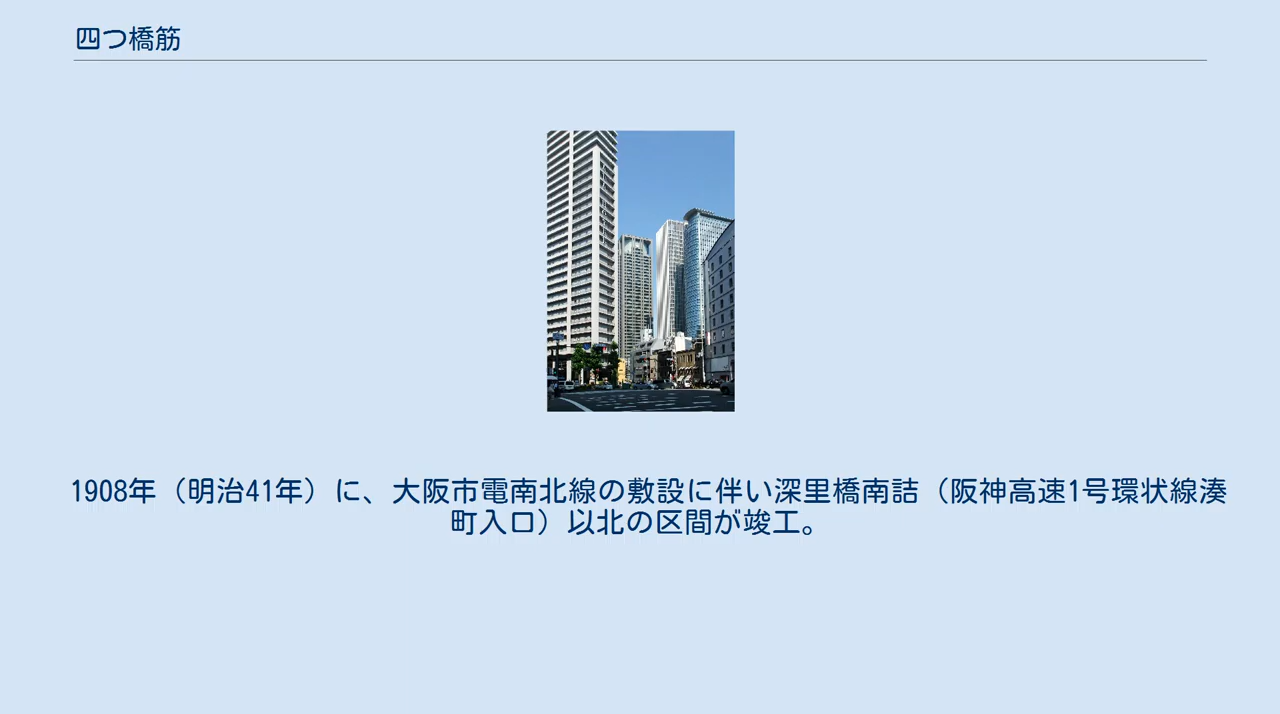 四つ橋筋
1908年（明治41年）に、大阪市電南北線の敷設に伴い深里橋南詰（阪神高速1号環状線湊
町入口）以北の区間が竣工。